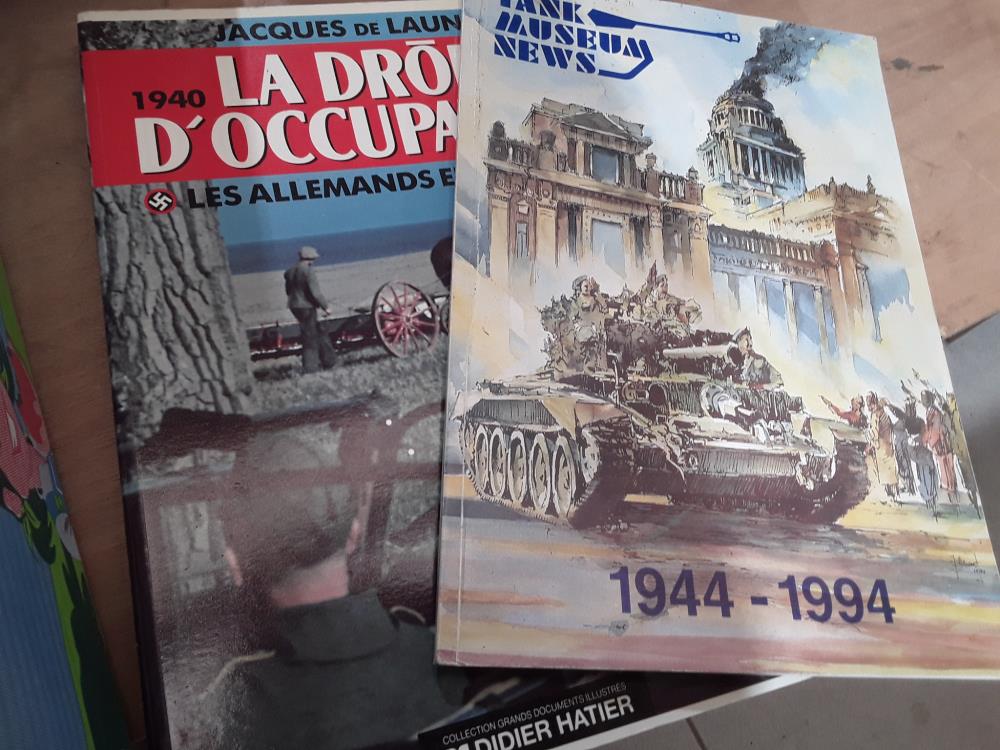 JACQUES DE LAUN
1940 LA DRÔ
D'OCCUPA
LES ALLEMANDS E
TANK
MUSEUM
NEWS
1944 - 1994
COLLECTION GRANDS DOCUMENTS ILLUSTRÉS
DIDIER HATIER